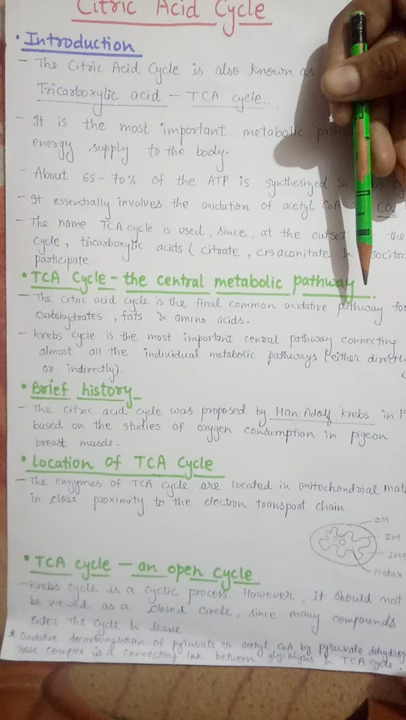 Citric Acid Cycle
• Introduction
– The Citric Acid Cycle is also known as
Tricarboxylic acid – TCA cycle.
– It is the most important metabolic
energy supply to the body.
– About 65-70% of the ATP is synthesized in
– It essentially involves the oxidation of acetyl CoA CO2
– The name TCA cycle is used, since, at the outset the
cycle, tricarboxylic acids (citrate, cis aconitate &
participate.
• TCA Cycle – the central metabolic pathway.
– The citric acid cycle is the final common oxidative pathway for
carbohydrates, fats & amino acids.
– Krebs cycle is the most important central pathway connecting
almost all the individual metabolic pathways (either
or indirectly).
• Brief history –
– The citric acid cycle was proposed by Han Adolf Krebs in
based on the studies of oxygen consumption in pigeon
breast muscle.
• Location of TCA Cycle
– The enzymes of TCA cycle are located in mitochondrial
in close proximity to the electron transport chain.
OM
IM
IMS
Matrix
• TCA cycle – an open cycle
– Krebs cycle is a cyclic process. However, it should not
be viewed as a closed circle, since many compounds
enter the cycle & leave.
* Oxidative decarboxylation of pyruvate to acetyl CoA by pyruvate
complex is a connecting link between glycolysis & TCA cycle.